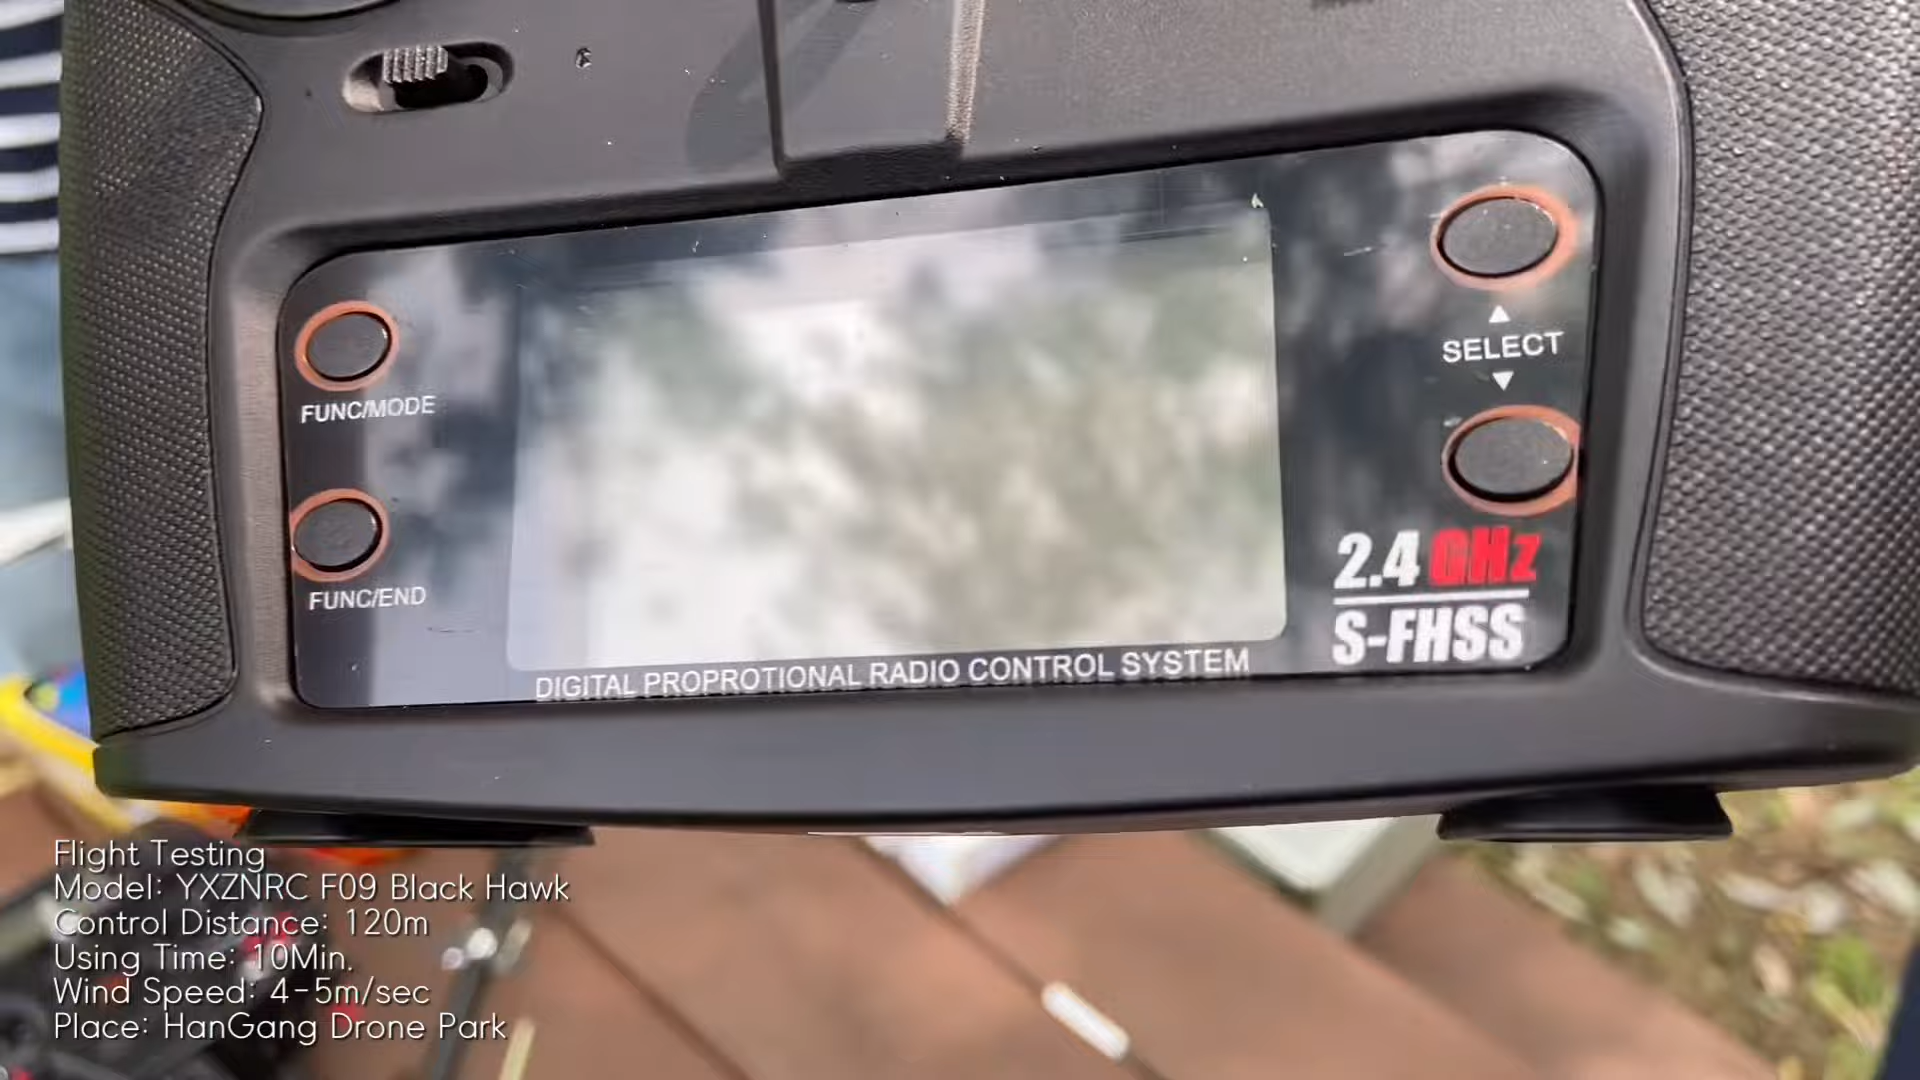 FUNC/MODE
FUNC/END
▲
SELECT
▼
2.4 GHz
S-FHSS
DIGITAL PROPROTIONAL RADIO CONTROL SYSTEM
Flight Testing
Model: YXZNRC F09 Black Hawk
Control Distance: 120m
Using Time: 10Min.
Wind Speed: 4-5m/sec
Place: HanGang Drone Park